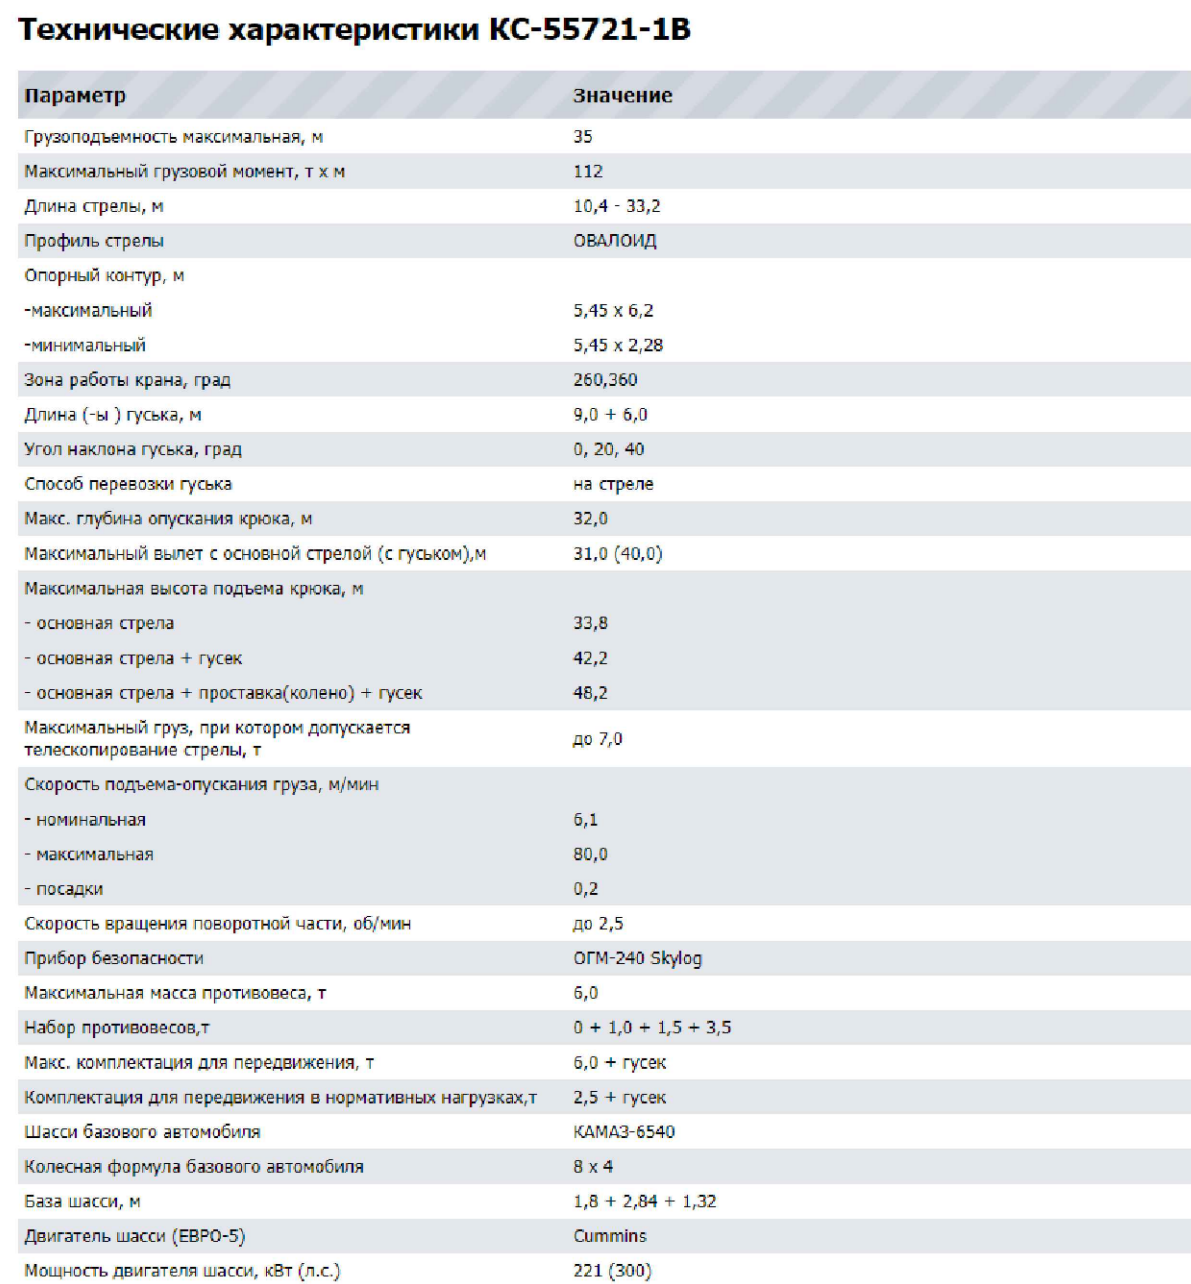 Технические характеристики КС-55721-1В
Параметр Значение
Грузоподъемность максимальная, м 35
Максимальный грузовой момент, т х м 112
Длина стрелы, м 10,4 - 33,2
Профиль стрелы ОВАЛОИД
Опорный контур, м
-максимальный 5,45 х 6,2
-минимальный 5,45 х 2,28
Зона работы крана, град 260,360
Длина (-ы ) гуська, м 9,0 + 6,0
Угол наклона гуська, град 0, 20, 40
Способ перевозки гуська на стреле
Макс. глубина опускания крюка, м 32,0
Максимальный вылет с основной стрелой (с гуськом),м 31,0 (40,0)
Максимальная высота подъема крюка, м
- основная стрела 33,8
- основная стрела + гусек 42,2
- основная стрела + проставка(колено) + гусек 48,2
Максимальный груз, при котором допускается
телескопирование стрелы, т до 7,0
Скорость подъема-опускания груза, м/мин
- номинальная 6,1
- максимальная 80,0
- посадки 0,2
Скорость вращения поворотной части, об/мин до 2,5
Прибор безопасности ОГМ-240 Skylog
Максимальная масса противовеса, т 6,0
Набор противовесов,т 0 + 1,0 + 1,5 + 3,5
Макс. комплектация для передвижения, т 6,0 + гусек
Комплектация для передвижения в нормативных нагрузках,т 2,5 + гусек
Шасси базового автомобиля КАМАЗ-6540
Колесная формула базового автомобиля 8 х 4
База шасси, м 1,8 + 2,84 + 1,32
Двигатель шасси (ЕВРО-5) Cummins
Мощность двигателя шасси, кВт (л.с.) 221 (300)